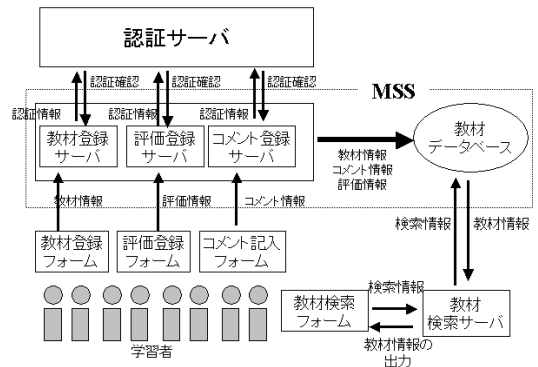 認証サーバ
認証確認
認証確認
認証確認
MSS
認証情報
認証情報
認証情報
教材登録
サーバ
評価登録
サーバ
コメント登録
サーバ
教材
データベース
教材情報
コメント情報
評価情報
教材情報
評価情報
コメント情報
検索情報
教材情報
教材登録
フォーム
評価登録
フォーム
コメント記入
フォーム
教材検索
フォーム
検索情報
教材
検索サーバ
教材情報の
出力
学習者